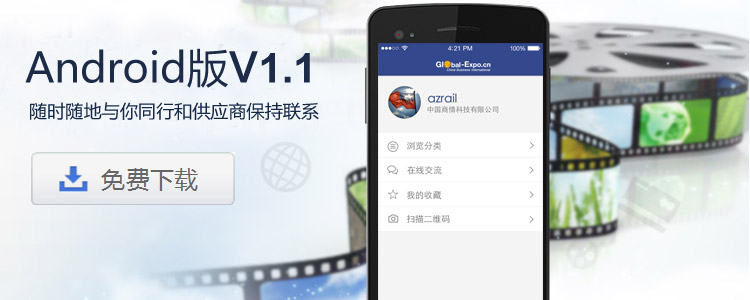 Android版V1.1
随时随地与你同行和供应商保持联系
免费下载
4:21 PM
100%
Global-Expo.cn
China Business International
azrail
中国商情科技有限公司
浏览分类
在线交流
我的收藏
扫描二维码